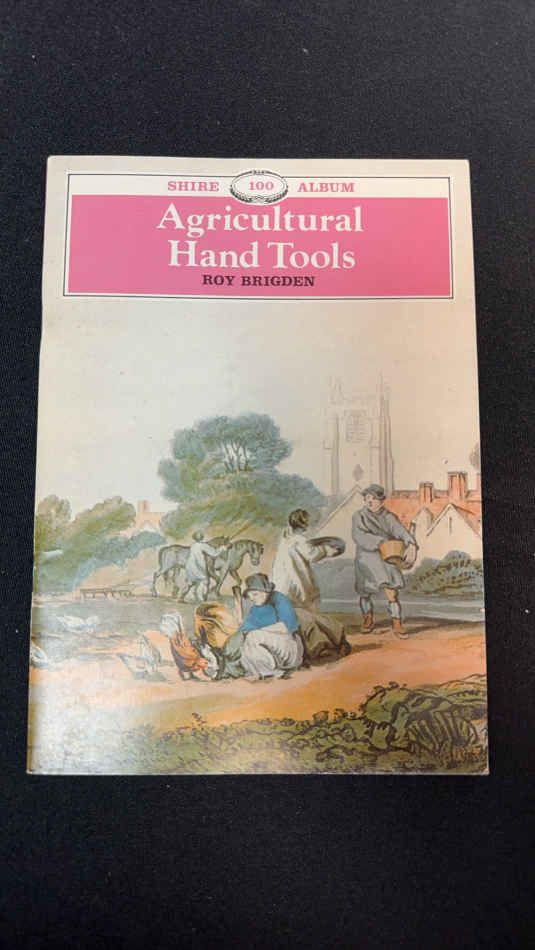 SHIRE 100 ALBUM
Agricultural
Hand Tools
ROY BRIGDEN